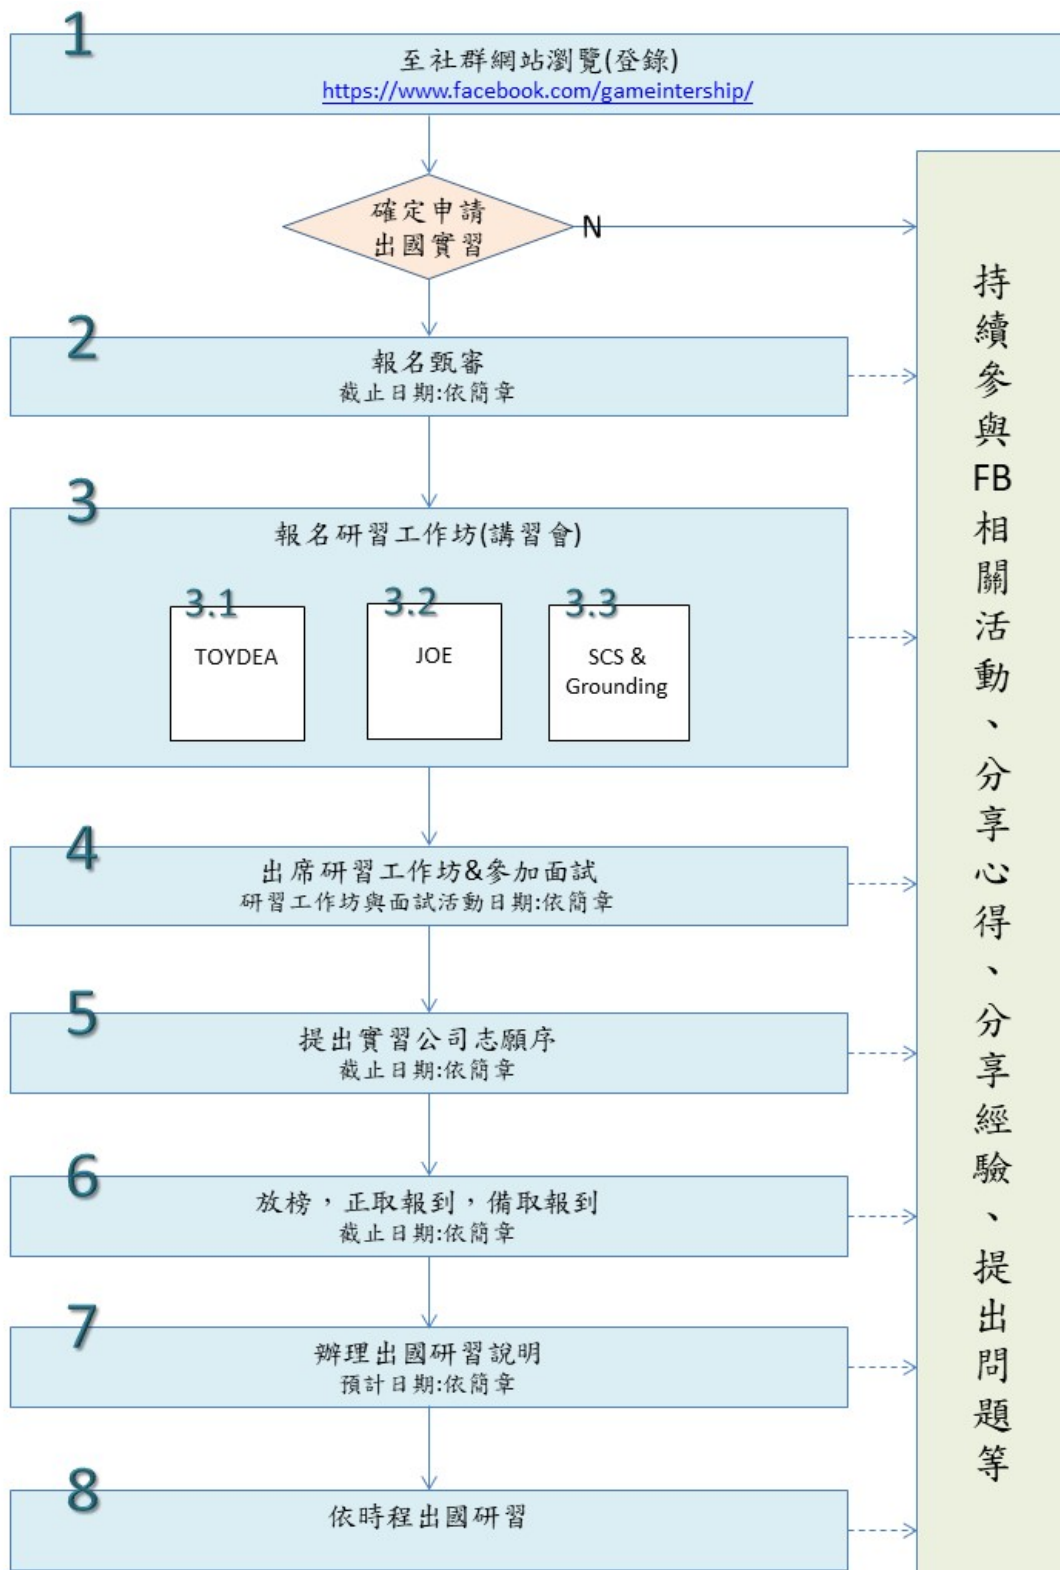 1
至社群網站瀏覽(登錄)
https://www.facebook.com/gameintership/
確定申請
出國實習
N
2
報名甄審
截止日期:依簡章
3
報名研習工作坊(講習會)
3.1
TOYDEA
3.2
JOE
3.3
SCS &
Grounding
4
出席研習工作坊&參加面試
研習工作坊與面試活動日期:依簡章
5
提出實習公司志願序
截止日期:依簡章
6
放榜，正取報到，備取報到
截止日期:依簡章
7
辦理出國研習說明
預計日期:依簡章
8
依時程出國研習
持續參與FB相關活動、分享心得、分享經驗、提出問題等